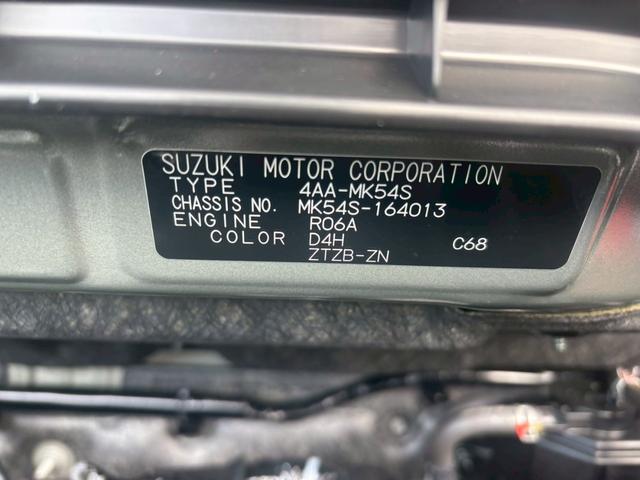 SUZUKI MOTOR CORPORATION
TYPE 4AA-MK54S
CHASSIS NO. MK54S-164013
ENGINE R06A
COLOR D4H C68
ZTZB-ZN